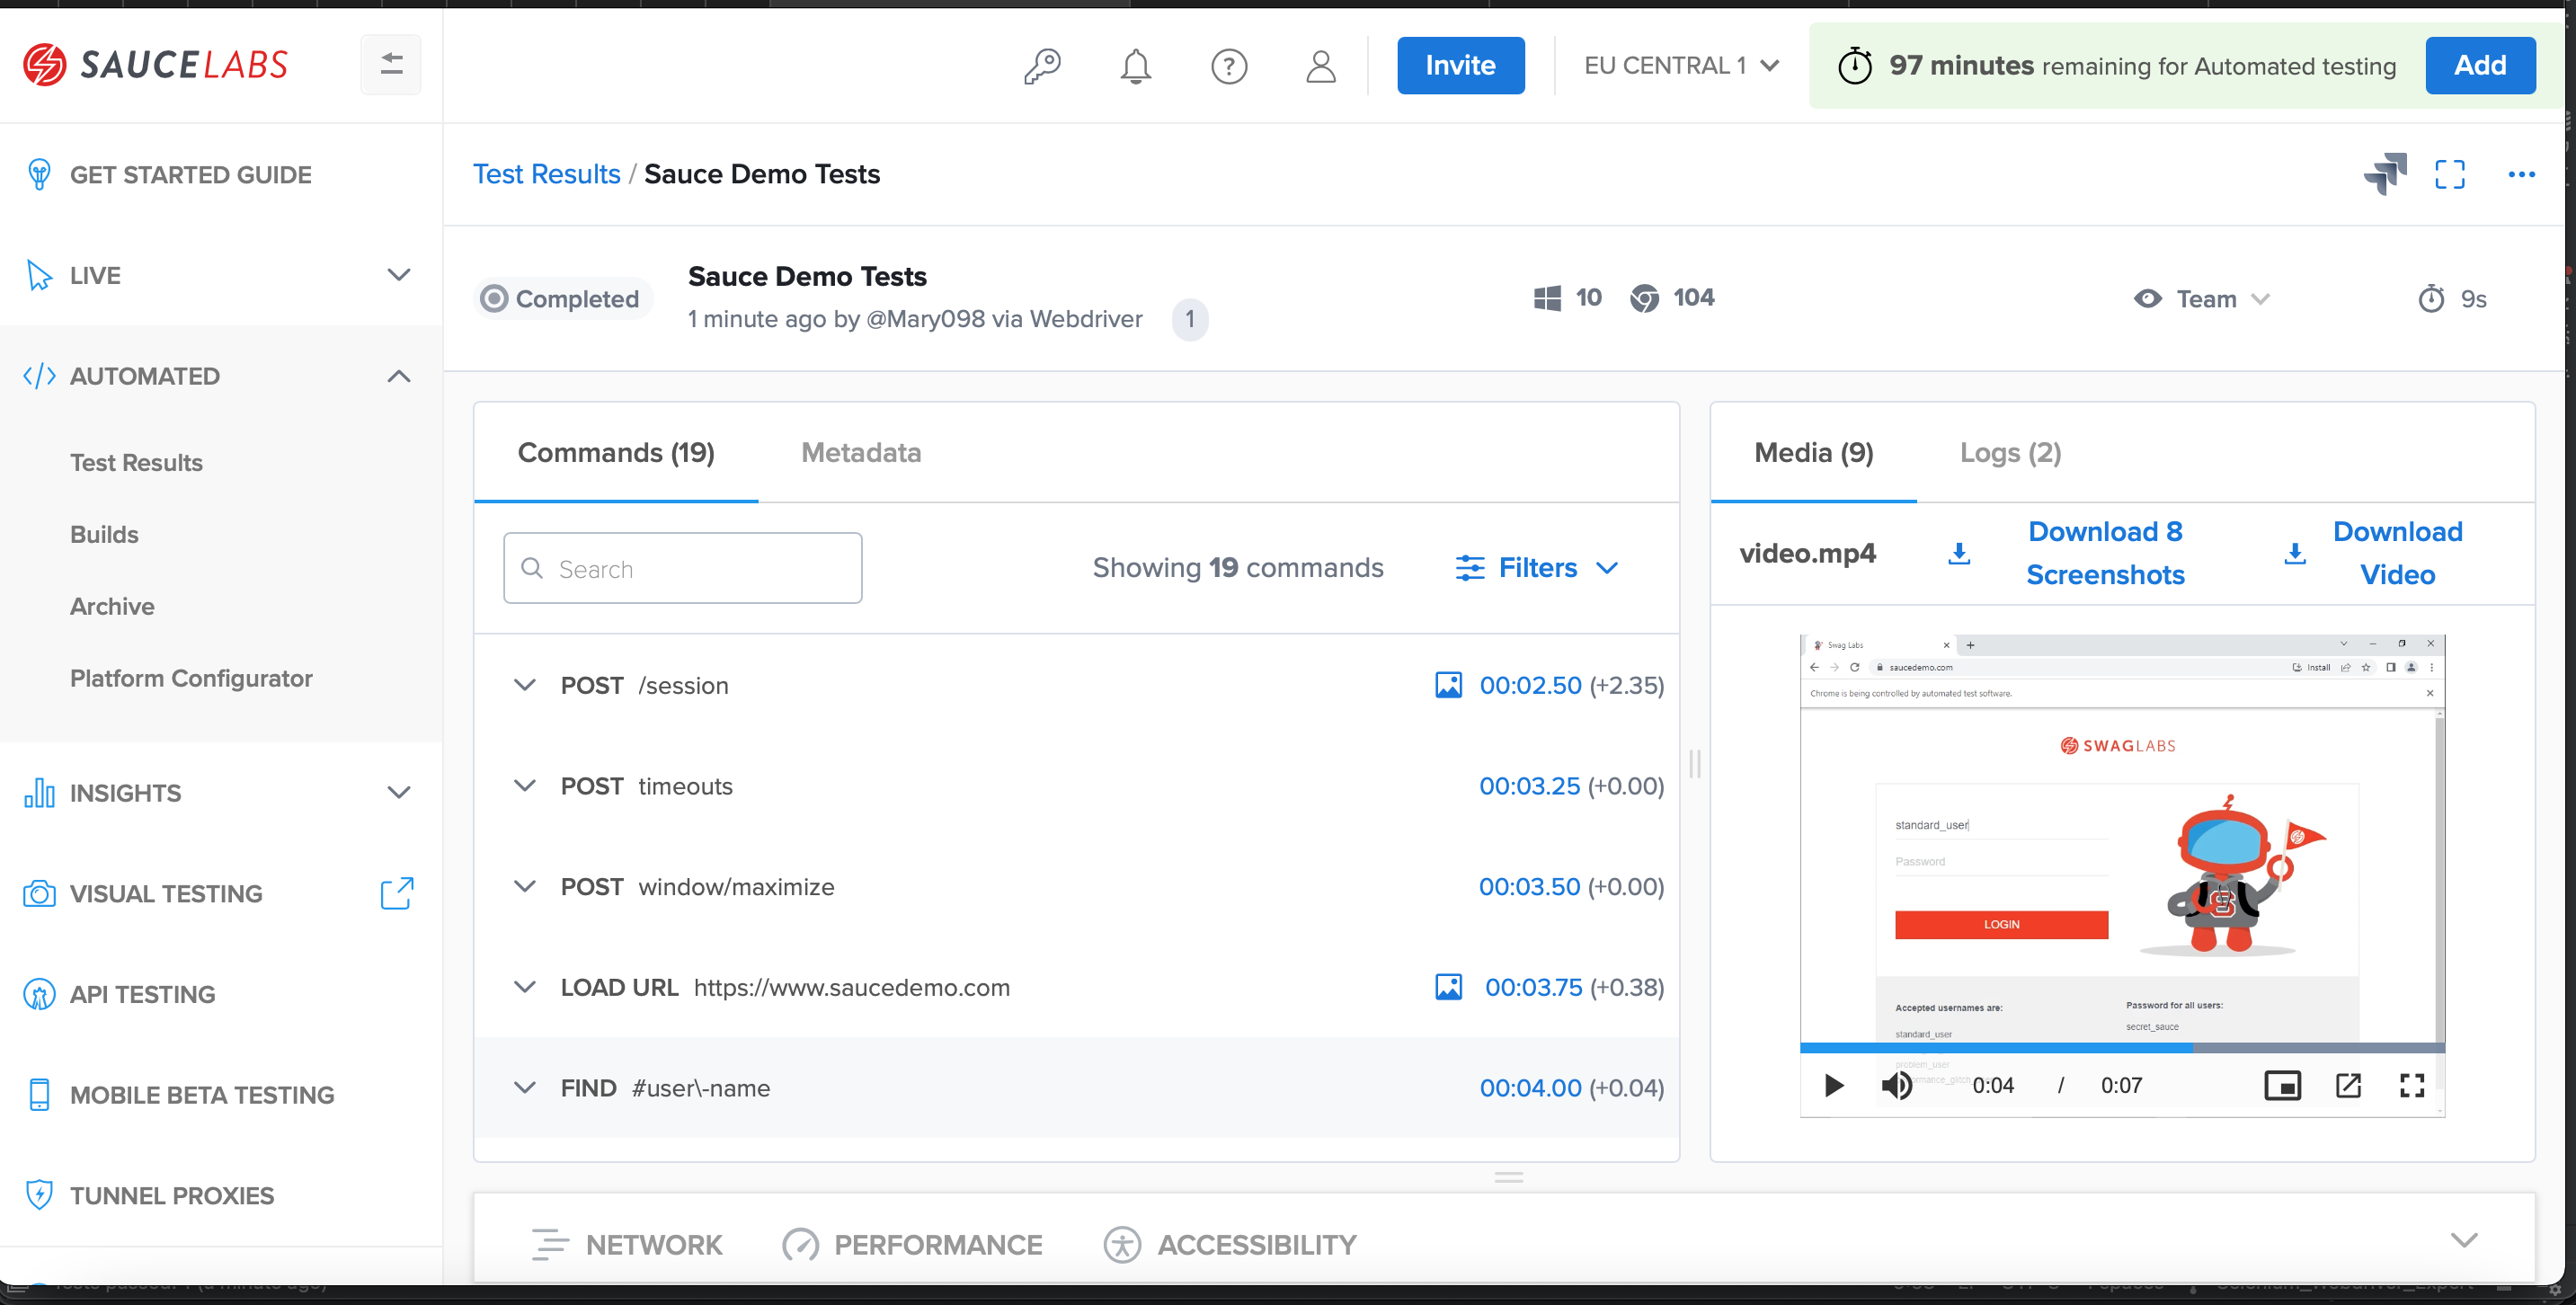 SAUCELABS
Invite
EU CENTRAL 1
97 minutes remaining for Automated testing
Add
GET STARTED GUIDE
LIVE
AUTOMATED
Test Results
Builds
Archive
Platform Configurator
INSIGHTS
VISUAL TESTING
API TESTING
MOBILE BETA TESTING
TUNNEL PROXIES
Test Results / Sauce Demo Tests
Completed
Sauce Demo Tests
1 minute ago by @Mary098 via Webdriver 1
10 104
Team
9s
Commands (19) Metadata
Search
Showing 19 commands
Filters
POST /session 00:02.50 (+2.35)
POST timeouts 00:03.25 (+0.00)
POST window/maximize 00:03.50 (+0.00)
LOAD URL https://www.saucedemo.com 00:03.75 (+0.38)
FIND #user\-name 00:04.00 (+0.04)
Media (9) Logs (2)
video.mp4
Download 8
Screenshots
Download
Video
Swag Labs
saucedemo.com
Install
Chrome is being controlled by automated test software.
SWAGLABS
standard_user
Password
LOGIN
Accepted usernames are:
standard_user
problem_user
Password for all users:
secret_sauce
0:04 / 0:07
NETWORK PERFORMANCE ACCESSIBILITY